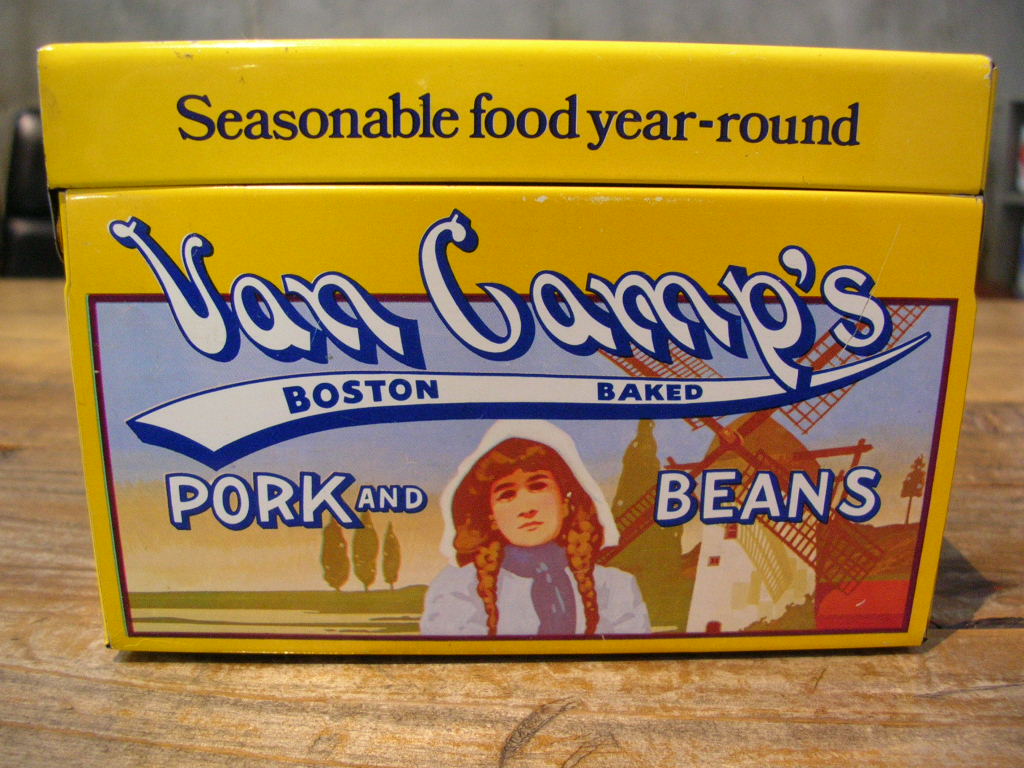 Seasonable food year-round
Van Camp's
BOSTON BAKED
PORK AND BEANS